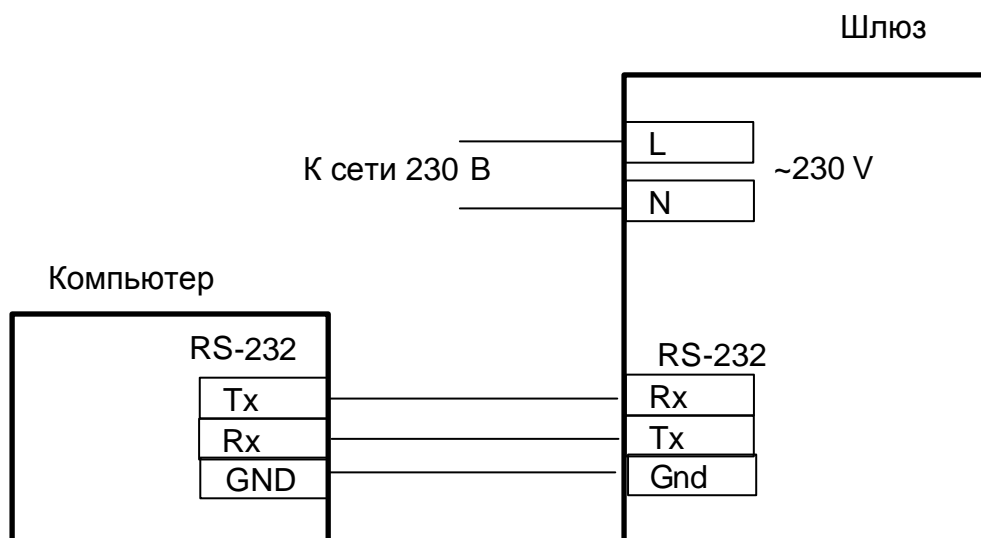 Шлюз
L
К сети 230 В
~230 V
N
Компьютер
RS-232
RS-232
Tx
Rx
Rx
Tx
GND
Gnd